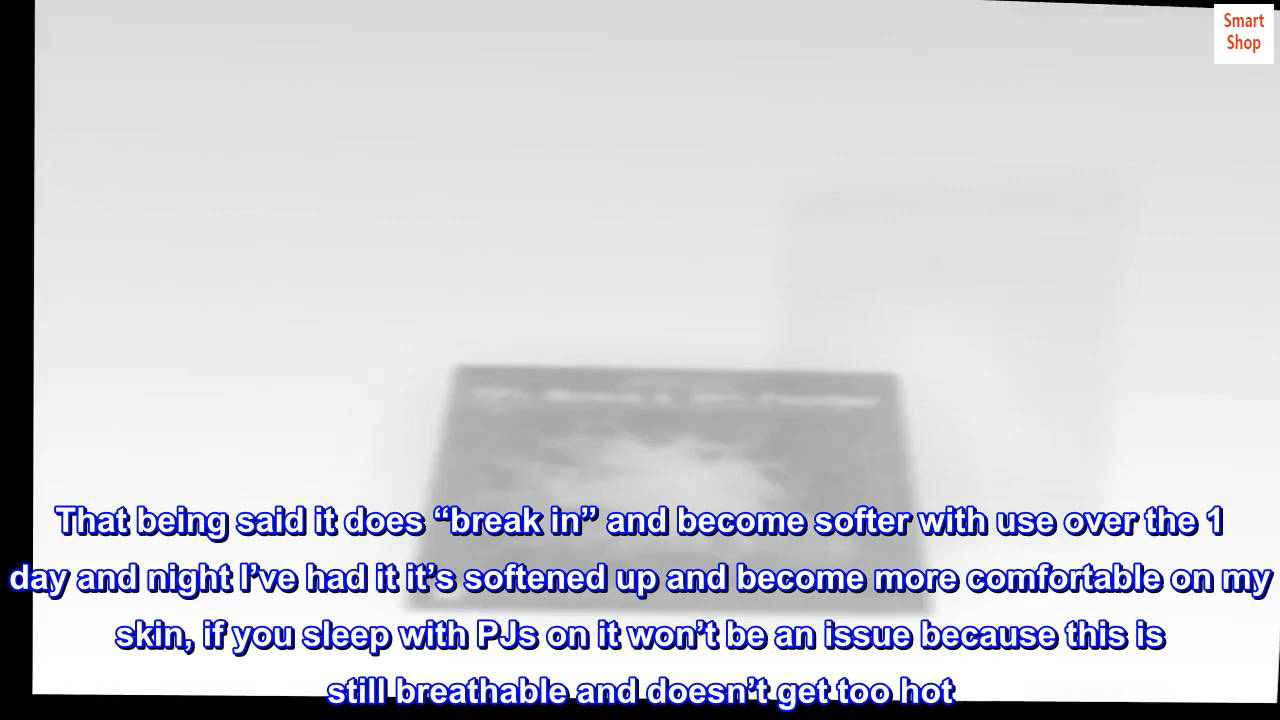 Smart
Shop
That being said it does “break in” and become softer with use over the 1
day and night I’ve had it it’s softened up and become more comfortable on my
skin, if you sleep with PJs on it won’t be an issue because this is
still breathable and doesn’t get too hot